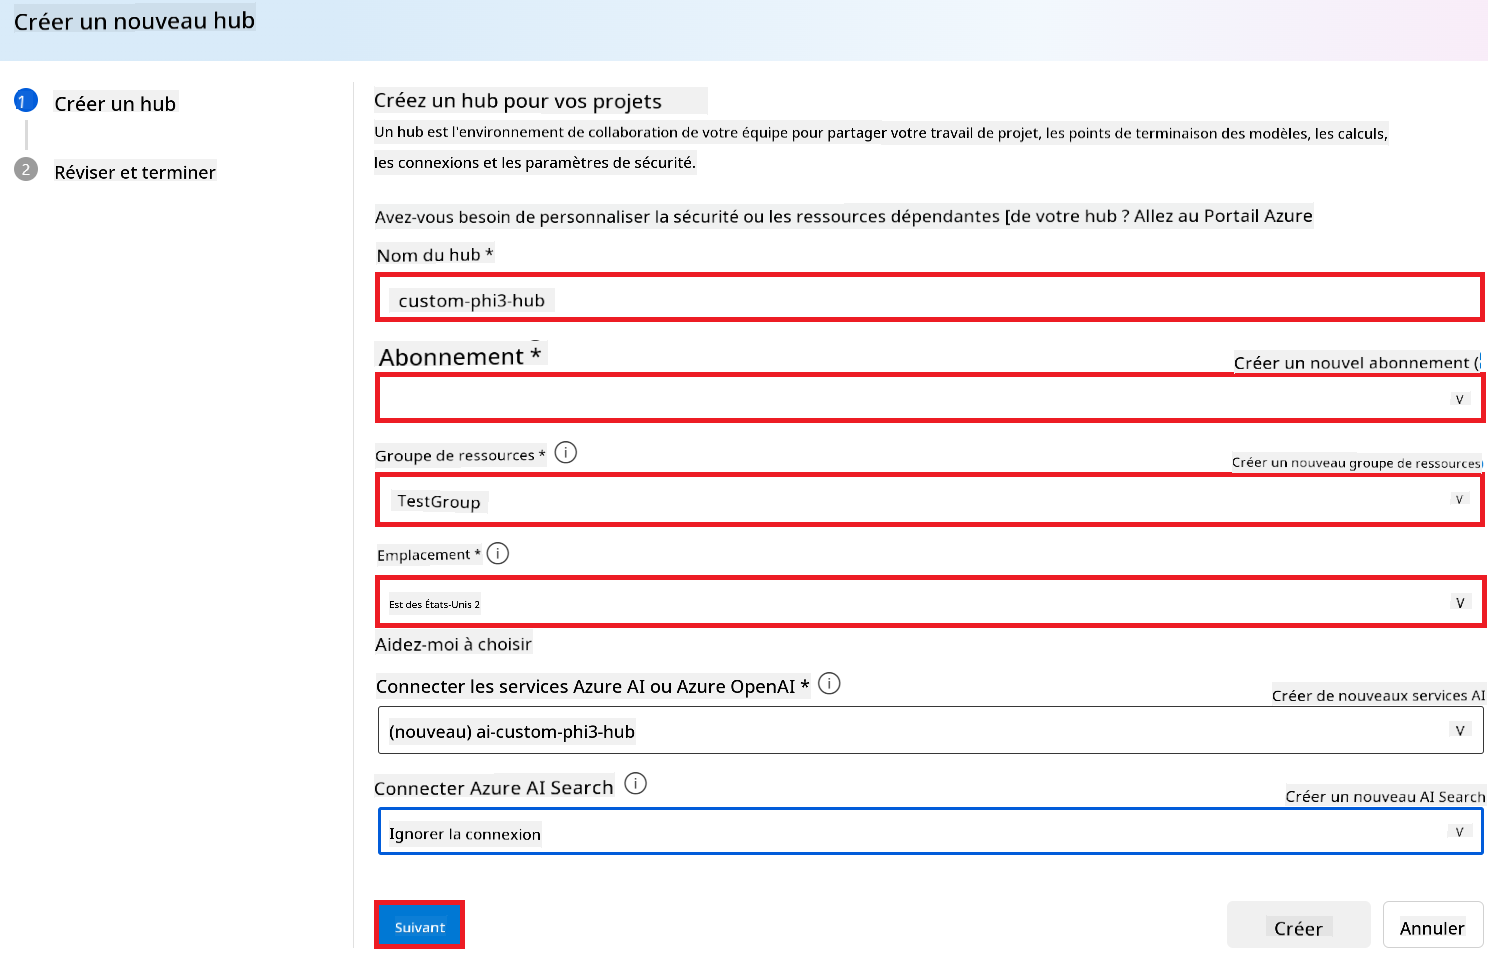 Créer un nouveau hub
1 Créer un hub
2 Réviser et terminer
Créez un hub pour vos projets
Un hub est l'environnement de collaboration de votre équipe pour partager votre travail de projet, les points de terminaison des modèles, les calculs,
les connexions et les paramètres de sécurité.
Avez-vous besoin de personnaliser la sécurité ou les ressources dépendantes [de votre hub ? Allez au Portail Azure
Nom du hub *
custom-phi3-hub
Abonnement *
Créer un nouvel abonnement (
v
Groupe de ressources * i
Créer un nouveau groupe de ressources
TestGroup v
Emplacement * i
Est des États-Unis 2 v
Aidez-moi à choisir
Connecter les services Azure AI ou Azure OpenAI * i
Créer de nouveaux services AI
(nouveau) ai-custom-phi3-hub v
Connecter Azure AI Search i
Créer un nouveau AI Search
Ignorer la connexion v
Suivant Créer Annuler